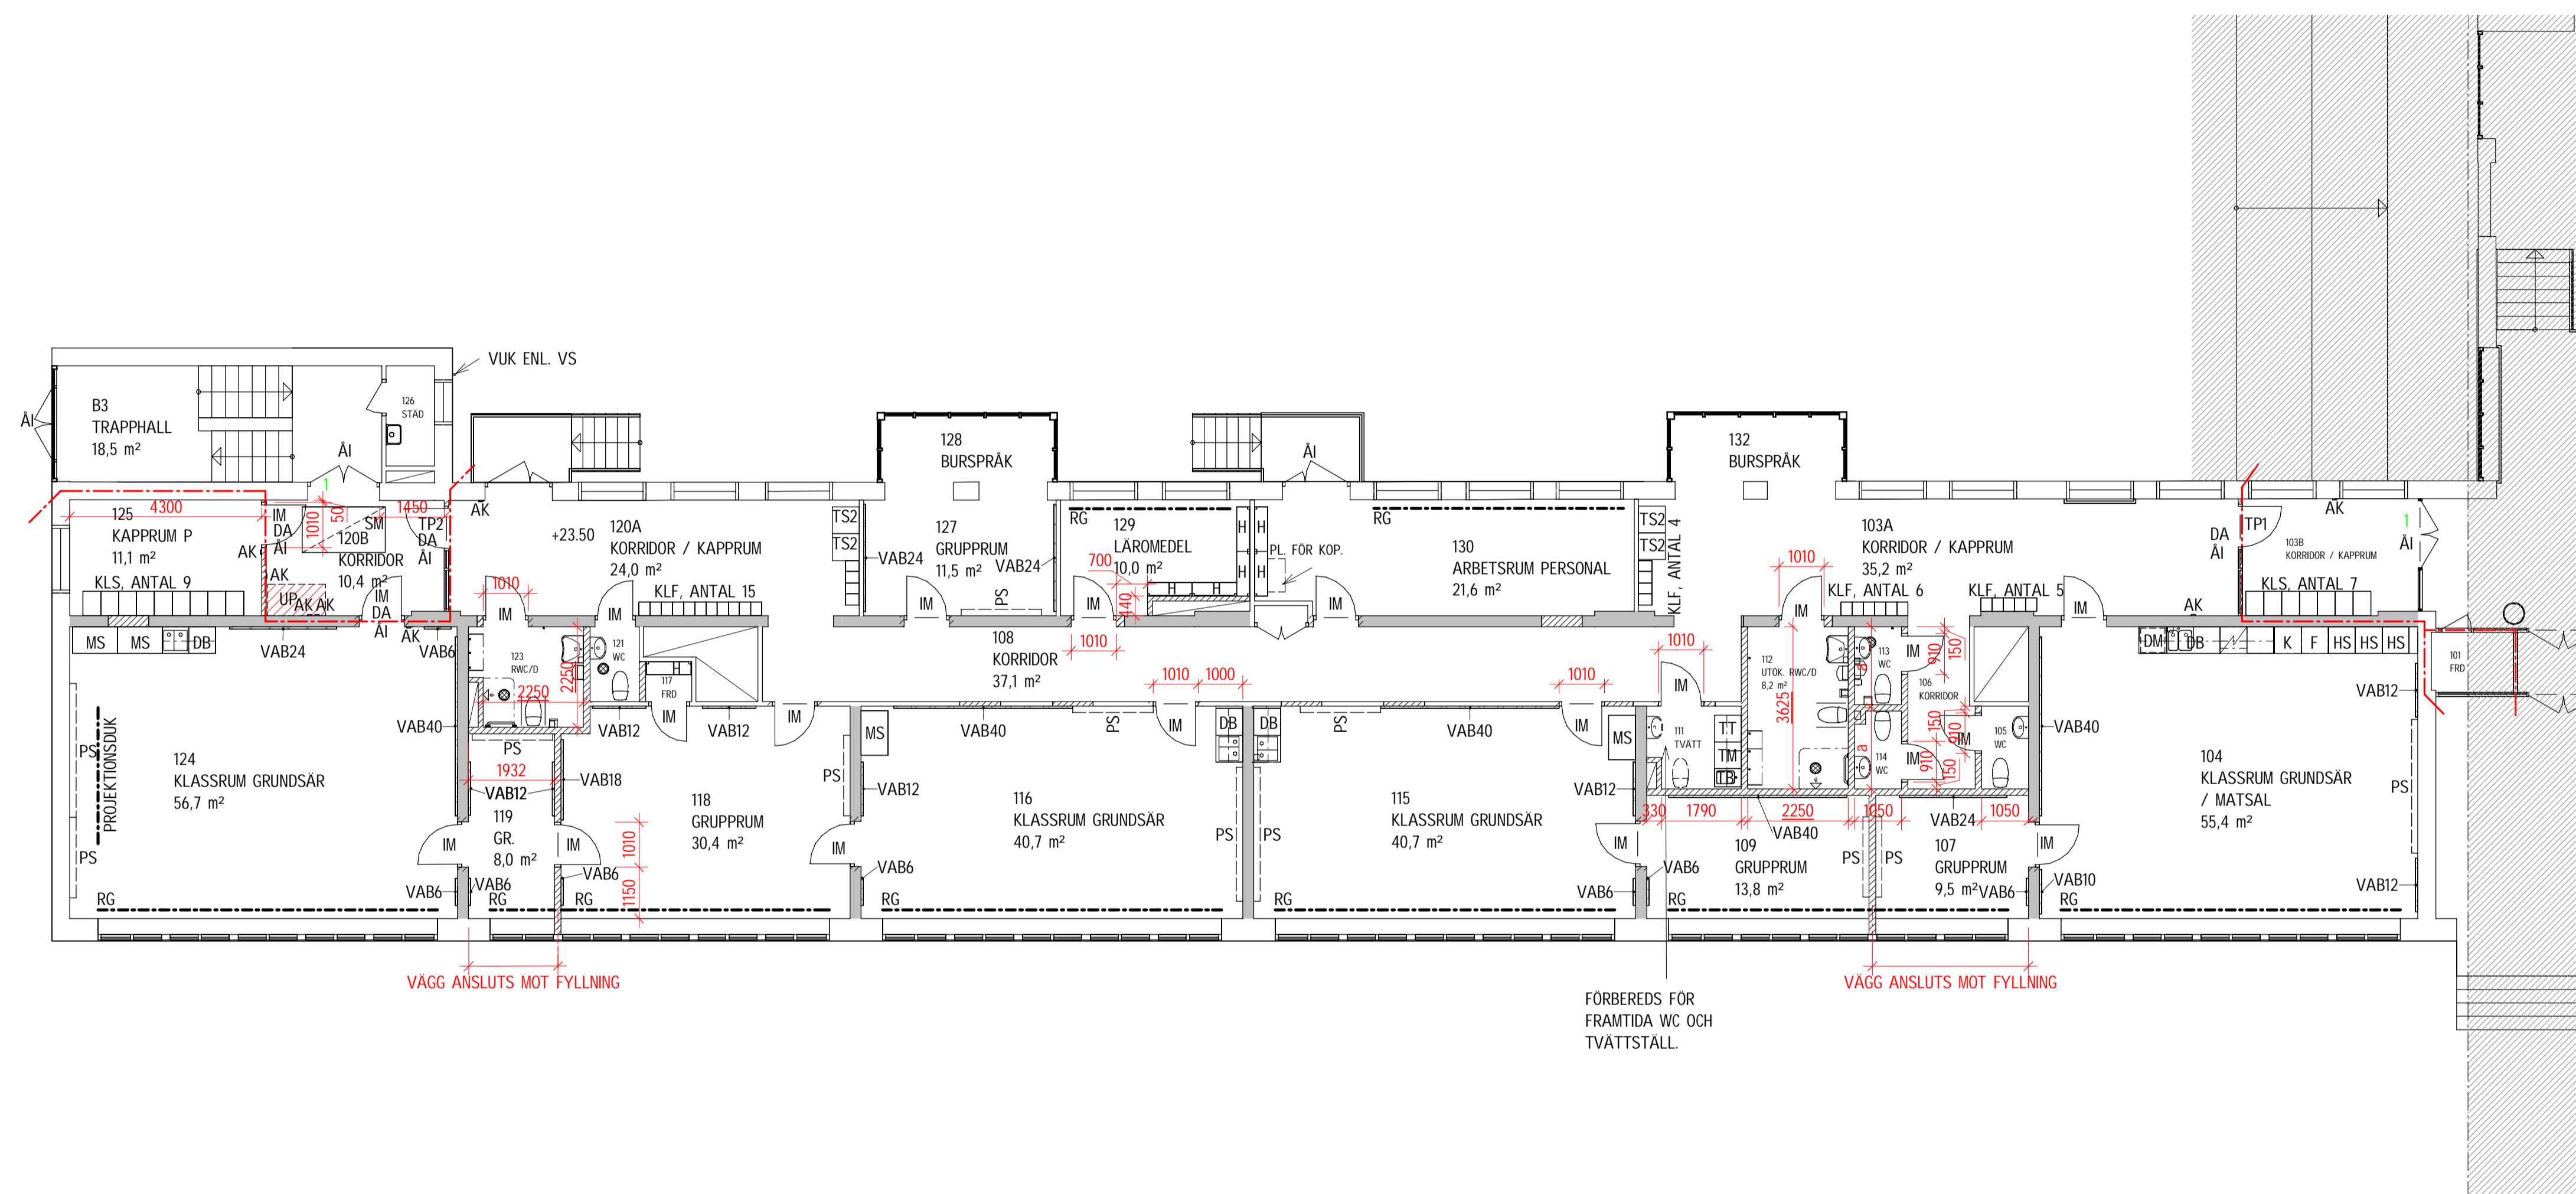 VUK ENL. VS
B3
TRAPPHALL
18,5 m²
ÅI
126
STÄD
ÅI
1
128
BURSPRÅK
ÅI
132
BURSPRÅK
4300
125
KAPPRUM P
11,1 m²
KLS, ANTAL 9
AK
IM
DA
ÅI
1010
50
SM
1450
TP2
DA
ÅI
120B
KORRIDOR
10,4 m²
AK
UP
AK
AK
IM
DA
ÅI
AK
AK
+23.50
120A
KORRIDOR / KAPPRUM
24,0 m²
KLF, ANTAL 15
1010
IM
IM
TS2
TS2
VAB24
127
GRUPPRUM
11,5 m²
VAB24
IM
PS
RG
129
LÄROMEDEL
10,0 m²
700
440
IM
1010
H
H
H
H
H
H
PL. FÖR KOP.
RG
130
ARBETSRUM PERSONAL
21,6 m²
IM
TS2
TS2
KLF, ANTAL 4
103A
KORRIDOR / KAPPRUM
35,2 m²
1010
IM
KLF, ANTAL 6
KLF, ANTAL 5
IM
TP1
DA
ÅI
AK
AK
103B
KORRIDOR / KAPPRUM
1
ÅI
KLS, ANTAL 7
101
FRD
MS
MS
DB
VAB24
VAB6
123
RWC/D
2250
2250
121
WC
117
FRD
H
IM
IM
VAB12
VAB12
108
KORRIDOR
37,1 m²
1010
1000
1010
1010
IM
IM
IM
111
TVÄTT
TT
TM
TB
112
UTÖK. RWC/D
8,2 m²
3625
113
WC
a
114
WC
a
IM
IM
910
150
106
KORRIDOR
150
910
IM
910
150
105
WC
DM
DB
K
F
HS
HS
HS
VAB12
VAB40
PS
PS
PROJEKTIONSDUK
124
KLASSRUM GRUNDSÄR
56,7 m²
VAB40
IM
VAB6
RG
PS
1932
VAB12
119
GR.
8,0 m²
VAB6
RG
VAB18
IM
VAB6
RG
118
GRUPPRUM
30,4 m²
1010
1150
PS
IM
MS
VAB12
VAB6
RG
VAB40
PS
DB
116
KLASSRUM GRUNDSÄR
40,7 m²
PS
DB
PS
PS
VAB40
RG
115
KLASSRUM GRUNDSÄR
40,7 m²
MS
VAB12
IM
VAB6
VAB6
RG
330
1790
2250
1050
1050
VAB40
VAB24
109
GRUPPRUM
13,8 m²
PS
PS
107
GRUPPRUM
9,5 m²
VAB6
IM
VAB10
RG
104
KLASSRUM GRUNDSÄR
/ MATSAL
55,4 m²
PS
VAB12
VÄGG ANSLUTS MOT FYLLNING
VÄGG ANSLUTS MOT FYLLNING
FÖRBEREDS FÖR
FRAMTIDA WC OCH
TVÄTTSTÄLL.